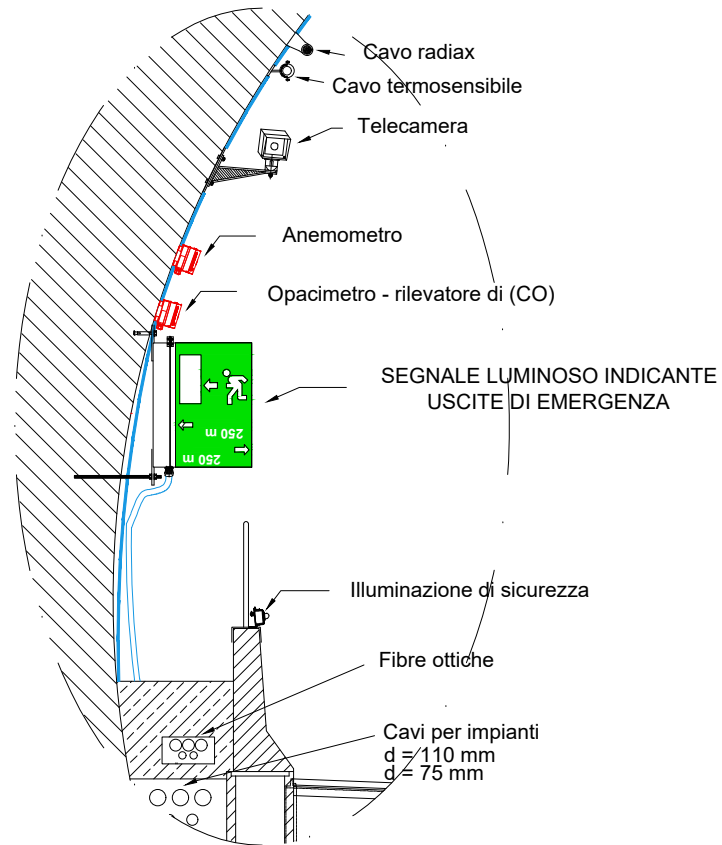 Cavo radiax
Cavo termosensibile
Telecamera
Anemometro
Opacimetro - rilevatore di (CO)
SEGNALE LUMINOSO INDICANTE
USCITE DI EMERGENZA
250 m
250 m
Illuminazione di sicurezza
Fibre ottiche
Cavi per impianti
d = 110 mm
d = 75 mm